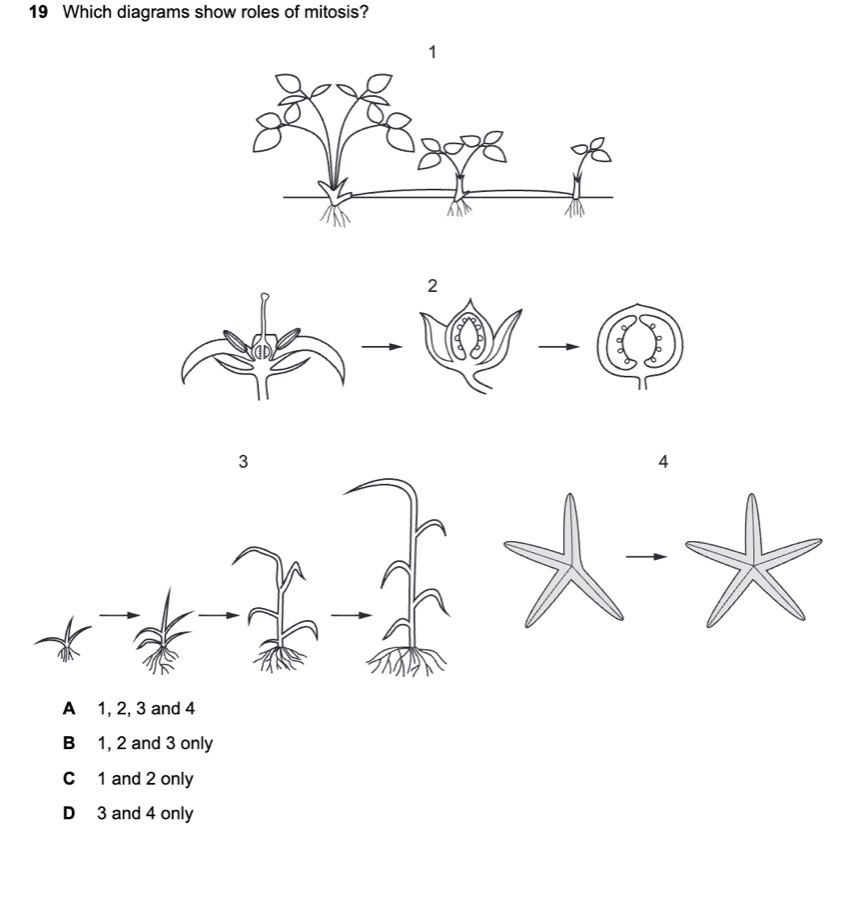 19 Which diagrams show roles of mitosis?
1
2
3
4
A 1, 2, 3 and 4
B 1, 2 and 3 only
C 1 and 2 only
D 3 and 4 only